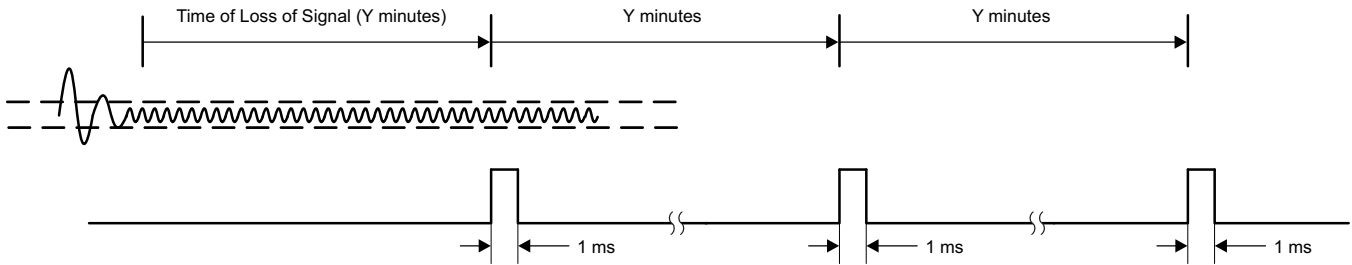 Time of Loss of Signal (Y minutes) Y minutes Y minutes
1 ms 1 ms 1 ms